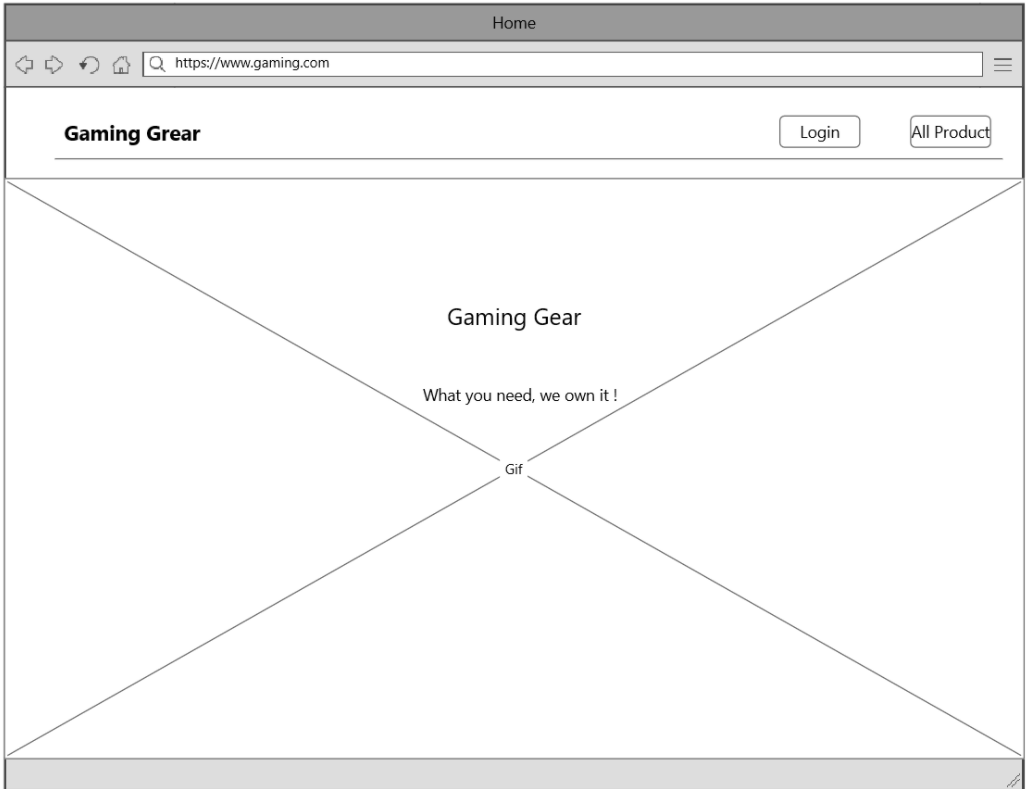 Home
https://www.gaming.com
Gaming Grear
Login
All Product
Gaming Gear
What you need, we own it !
Gif